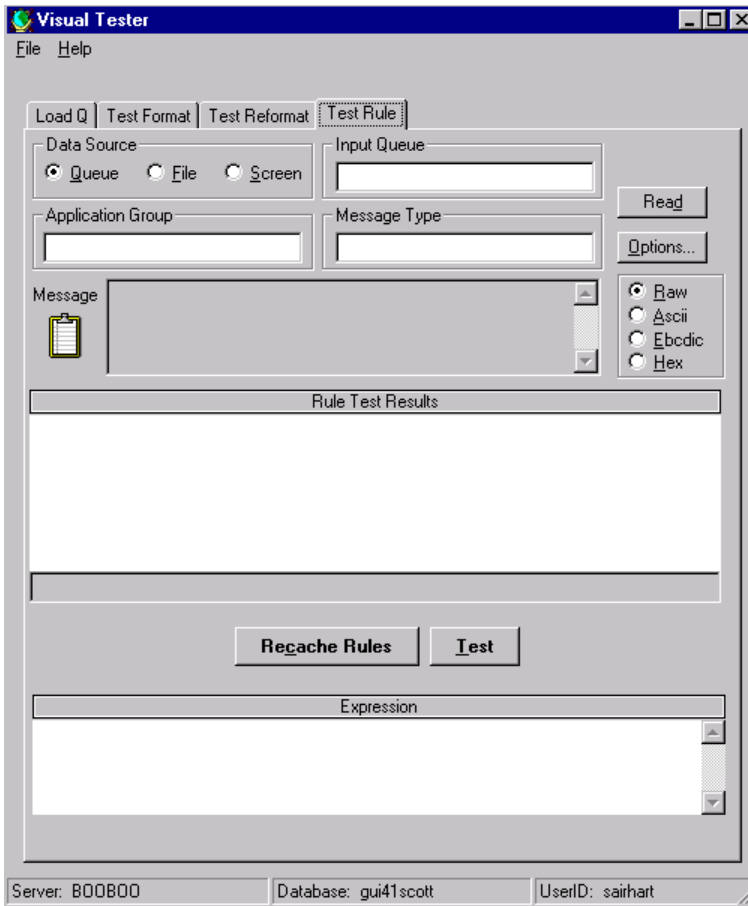 Visual Tester
File Help
Load Q Test Format Test Reformat Test Rule
Data Source Input Queue
Queue File Screen
Read
Application Group Message Type
Options...
Message
Raw
Ascii
Ebcdic
Hex
Rule Test Results
Recache Rules Test
Expression
Server: BOOBOO Database: gui41scott UserID: sairhart